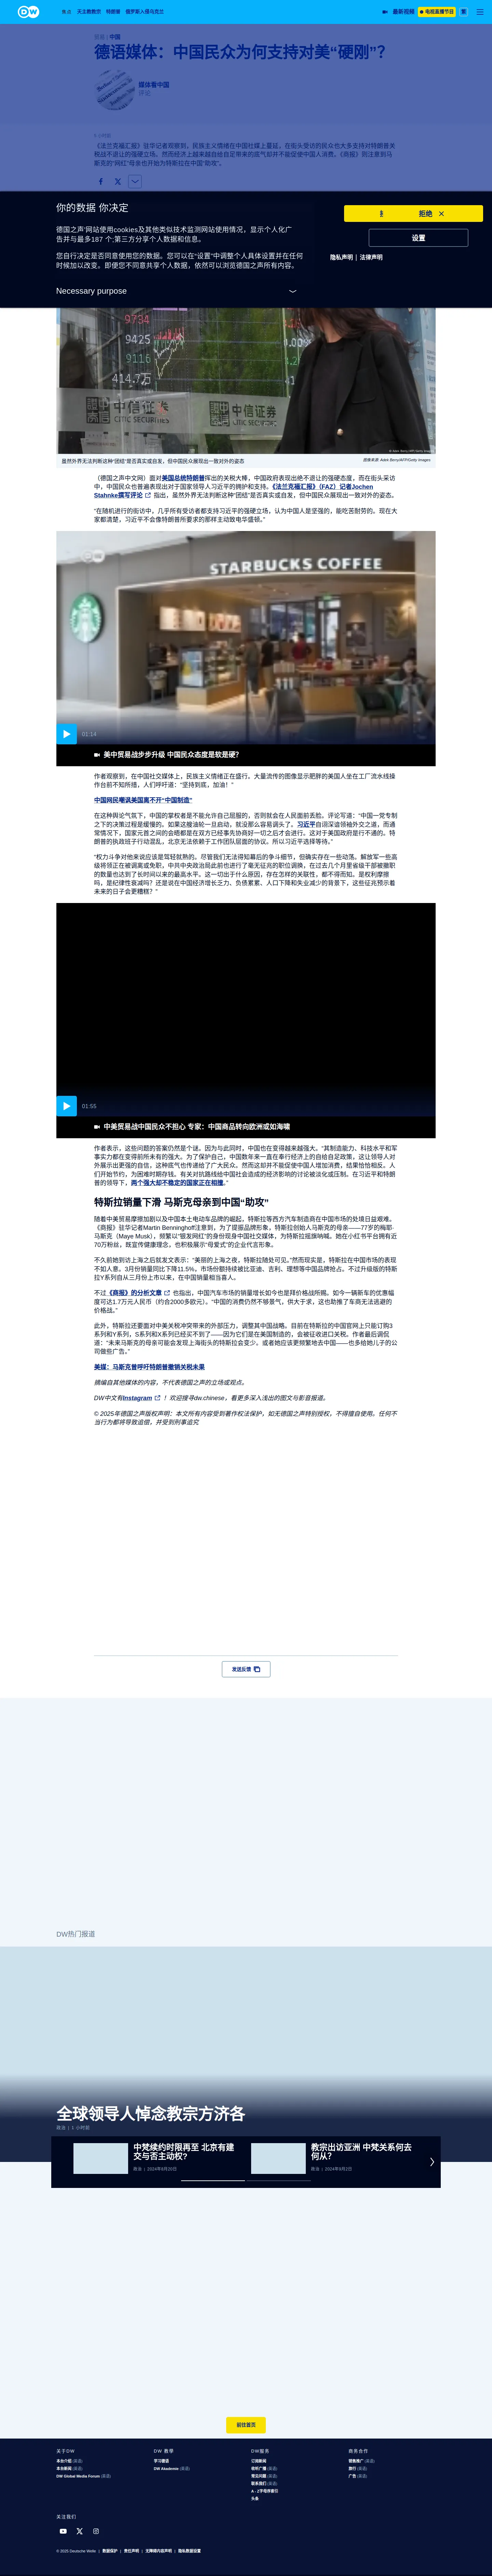 DW
焦点
天主教教宗
特朗普
俄罗斯入侵乌克兰
最新视频
电视直播节目
贸易 | 中国
德语媒体：中国民众为何支持对美“硬刚”？
媒体看中国
评论
《法兰克福汇报》驻华记者观察到，民族主义情绪在中国社媒上蔓延，在街头受访的民众也大多支持对特朗普关税战不退让的强硬立场。然而经济上越来越自给自足带来的底气却并不能促使中国人消费。《商报》则注意到马斯克的“网红”母亲也开始为特斯拉在中国“助攻”。
你的数据 你决定
德国之声网站使用cookies及其他类似技术监测网站使用情况，显示个人化广告并与最多187 个;第三方分享个人数据和信息。
您自行决定是否同意使用您的数据。您可以在“设置”中调整个人具体设置并在任何时候加以改变。即便您不同意共享个人数据，依然可以浏览德国之声所有内容。
Necessary purpose
拒绝
设置
隐私声明 | 法律声明
9434
9425
9116
414.7万
中信证券
虽然外界无法判断这种“团结”是否真实或自发，但中国民众展现出一致对外的姿态
图像来源: Adek Berry/AFP/Getty Images
（德国之声中文网）面对美国总统特朗普挥出的关税大棒，中国政府表现出绝不退让的强硬态度，而在街头采访中，中国民众也普遍表现出对于国家领导人习近平的拥护和支持。《法兰克福汇报》（FAZ）记者Jochen Stahnke撰写评论 指出，虽然外界无法判断这种“团结”是否真实或自发，但中国民众展现出一致对外的姿态。
“在随机进行的街访中，几乎所有受访者都支持习近平的强硬立场，认为中国人是坚强的，能吃苦耐劳的。现在大家都清楚，习近平不会像特朗普所要求的那样主动致电华盛顿。”
STARBUCKS COFFEE
01:14
美中贸易战步步升级 中国民众态度是软是硬？
作者观察到，在中国社交媒体上，民族主义情绪正在盛行。大量流传的图像显示肥胖的美国人坐在工厂流水线操作台前不知所措，人们呼吁道：“坚持到底，加油！”
中国网民嘲讽美国离不开“中国制造”
在这种舆论气氛下，中国的掌权者是不能允许自己屈服的，否则就会在人民面前丢脸。评论写道：“中国一党专制之下的决策过程是缓慢的。如果这艘油轮一旦启动，就没那么容易调头了。习近平自诩深谙领袖外交之道，而通常情况下，国家元首之间的会晤都是在双方已经事先协商好一切之后才会进行。这对于美国政府是行不通的。特朗普的执政班子行动混乱，北京无法依赖于工作团队层面的协议。所以习近平选择等待。”
“权力斗争对他来说应该是驾轻就熟的。尽管我们无法得知幕后的争斗细节，但确实存在一些动荡。解放军的一些高级将领正在被调离或免职，中共中央政治局此前也进行了毫无征兆的职位调换，在过去几个月里省级干部被撤职的数量也达到了长时间以来的最高水平。这一切出于什么原因，存在怎样的关联性，都不得而知。是权利摩擦吗，是纪律性衰减吗？还是说在中国经济增长乏力、负债累累、人口下降和失业减少的背景下，这些征兆预示着未来的日子会更糟糕？”
01:55
中美贸易战中国民众不担心 专家：中国商品转向欧洲或如海啸
作者表示，这些问题的答案仍然是个谜。因为与此同时，中国也在变得越来越强大。“其制造能力、科技水平和军事实力都在变得前所未有的强大。为了保护自己，中国数年来一直在奉行经济上的自给自足政策，这让领导人对外展示出更强的自信，这种底气也传递给了广大民众。然而这却并不能促使中国人增加消费，结果恰恰相反。人们开始节约，为困难时期存钱。有关对抗路线给中国社会造成的经济影响的讨论被淡化或压制。在习近平和特朗普的领导下，两个强大却不稳定的国家正在相撞。”
特斯拉销量下滑 马斯克母亲到中国“助攻”
随着中美贸易摩擦加剧以及中国本土电动车品牌的崛起，特斯拉等西方汽车制造商在中国市场的处境日益艰难。《商报》驻华记者Martin Benninghoff注意到，为了提振品牌形象，特斯拉创始人马斯克的母亲——77岁的梅耶·马斯克（Maye Musk），频繁以“银发网红”的身份现身中国社交媒体，为特斯拉摇旗呐喊。她在小红书平台拥有近70万粉丝，既宣传健康理念，也积极展示“母爱式”的企业代言形象。
不久前她到访上海之后就发文表示：“美丽的上海之夜，特斯拉随处可见。”然而现实是，特斯拉在中国市场的表现不如人意。3月份销量同比下降11.5%。市场份额持续被比亚迪、吉利、理想等中国品牌抢占。不过升级版的特斯拉Y系列自从三月份上市以来，在中国销量相当喜人。
不过《商报》的分析文章 也指出，中国汽车市场的销量增长如今也是拜价格战所赐。如今一辆新车的优惠幅度可达1.7万元人民币（约合2000多欧元）。“中国的消费仍然不够景气，供大于求，这也助推了车商无法逃避的价格战。”
此外，特斯拉还要面对中美关税冲突带来的外部压力，调整其中国战略。目前在特斯拉的中国官网上只能订购3系列和Y系列，S系列和X系列已经买不到了——因为它们是在美国制造的，会被征收进口关税。作者最后调侃道：“未来马斯克的母亲可能会发现上海街头的特斯拉会变少。或者她应该更频繁地去中国——也多给她儿子的公司做些广告。”
美媒：马斯克曾呼吁特朗普撤销关税未果
摘编自其他媒体的内容，不代表德国之声的立场或观点。
DW中文有Instagram ！欢迎搜寻dw.chinese，看更多深入浅出的图文与影音报道。
© 2025年德国之声版权声明：本文所有内容受到著作权法保护，如无德国之声特别授权，不得擅自使用。任何不当行为都将导致追偿，并受到刑事追究
发送反馈
DW热门报道
全球领导人悼念教宗方济各
政治 | 1 小时前
中梵续约时限再至 北京有建交与否主动权?
政治 | 2024年9月20日
教宗出访亚洲 中梵关系何去何从?
政治 | 2024年9月2日
前往首页
关于DW
本台介绍 (英语)
本台新闻 (英语)
DW Global Media Forum (英语)
DW 教学
学习德语
DW Akademie (英语)
DW服务
订阅新闻
收听广播 (英语)
常见问题 (英语)
联系我们 (英语)
A - Z字母序索引
头条
商务合作
销售推广 (英语)
旅行 (英语)
广告 (英语)
关注我们
© 2025 Deutsche Welle | 数据保护 | 责任声明 | 无障碍内容声明 | 隐私数据设置